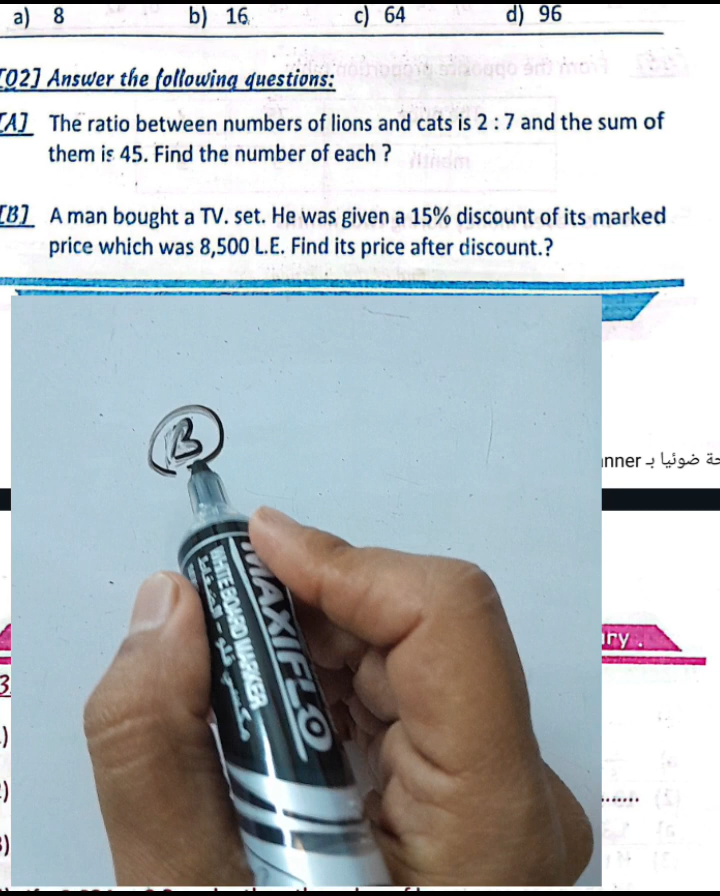 a) 8 b) 16 c) 64 d) 96
[Q2] Answer the following questions:
[A] The ratio between numbers of lions and cats is 2 : 7 and the sum of
them is 45. Find the number of each ?
[B] A man bought a TV. set. He was given a 15% discount of its marked
price which was 8,500 L.E. Find its price after discount.?
B
ضوئيا بـ
MAXIFLO
WHITEBOARD MARKER
3